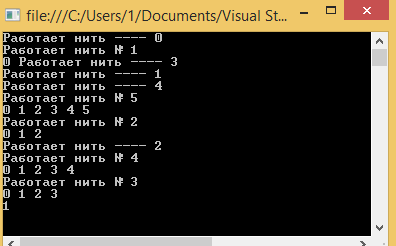 file:///C:/Users/1/Documents/Visual St...
Работает нить ---- 0
Работает нить № 1
0 Работает нить ---- 3
Работает нить ---- 1
Работает нить ---- 4
Работает нить № 5
0 1 2 3 4 5
Работает нить № 2
0 1 2
Работает нить ---- 2
Работает нить № 4
0 1 2 3 4
Работает нить № 3
0 1 2 3
1